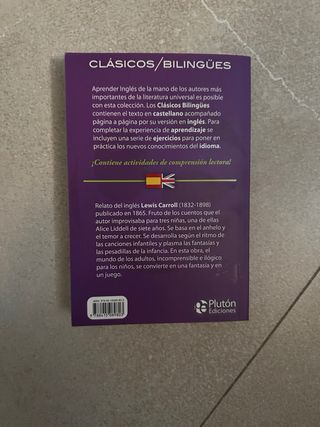 CLÁSICOS/BILINGÜES
Aprender Inglés de la mano de los autores más
importantes de la literatura universal es posible
con esta colección. Los Clásicos Bilingües
contienen el texto en castellano acompañado
página a página por su versión en inglés. Para
completar la experiencia de aprendizaje se
incluyen una serie de ejercicios para poner en
práctica los nuevos conocimientos del idioma.
¡Contiene actividades de comprensión lectora!
Relato del inglés Lewis Carroll (1832-1898)
publicado en 1865. Fruto de los cuentos que el
autor improvisaba para tres niñas, una de ellas
Alice Liddell de siete años. Se basa en el anhelo y
el temor a crecer. Se desarrolla según el ritmo de
las canciones infantiles y plasma las fantasías y
las pesadillas de la infancia. En esta obra, el
mundo de los adultos, incomprensible e ilógico
para los niños, se convierte en una fantasía y en
un juego.
Plutón
Ediciones